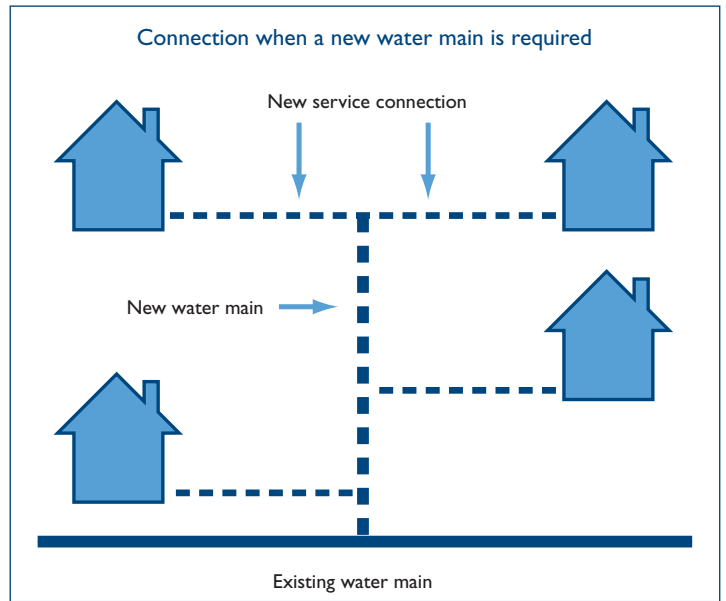 Connection when a new water main is required
New service connection
New water main
Existing water main